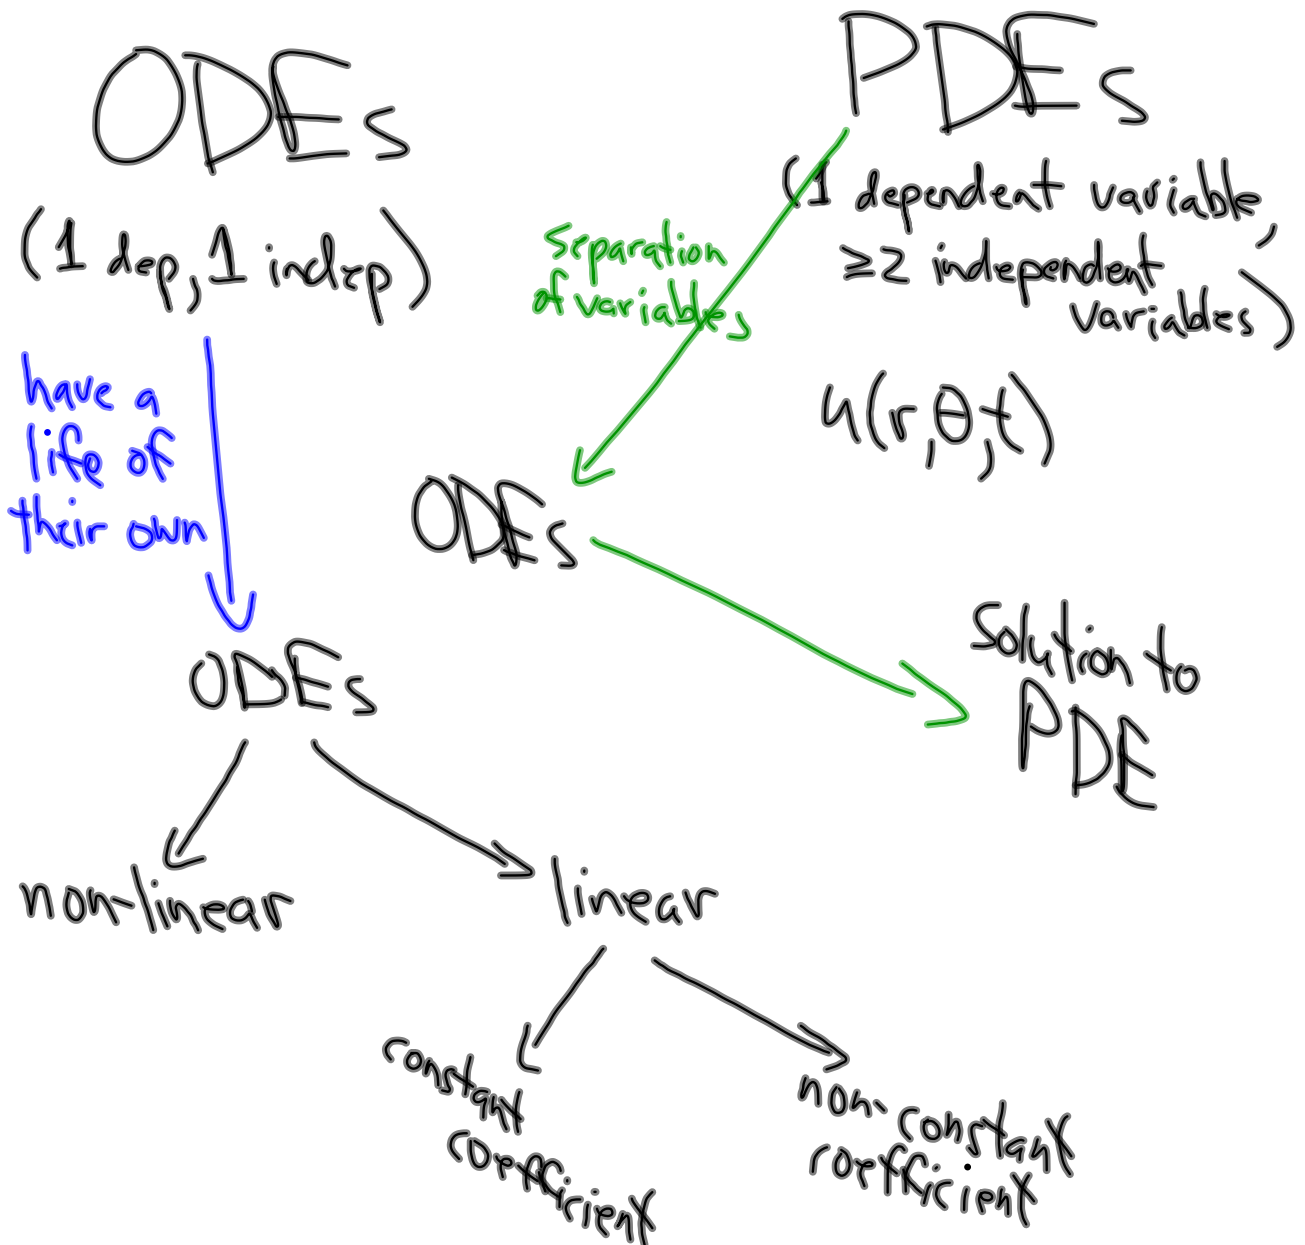 ODEs
(1 dep, 1 indep)
have a
life of
their own
PDEs
(1 dependent variable,
≥2 independent
variables)
u(r,θ,t)
Separation
of variables
ODEs
Solution to
PDE
ODEs
non-linear
linear
constant
coefficient
non-constant
coefficient